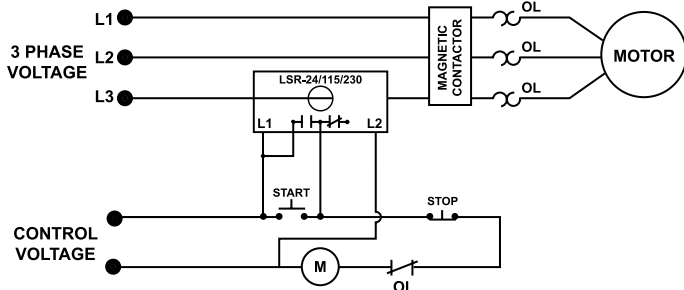 L1
OL
3 PHASE
VOLTAGE
L2
OL
MAGNETIC
CONTACTOR
MOTOR
LSR-24/115/230
L3
OL
L1
L2
START
STOP
CONTROL
VOLTAGE
M
OL